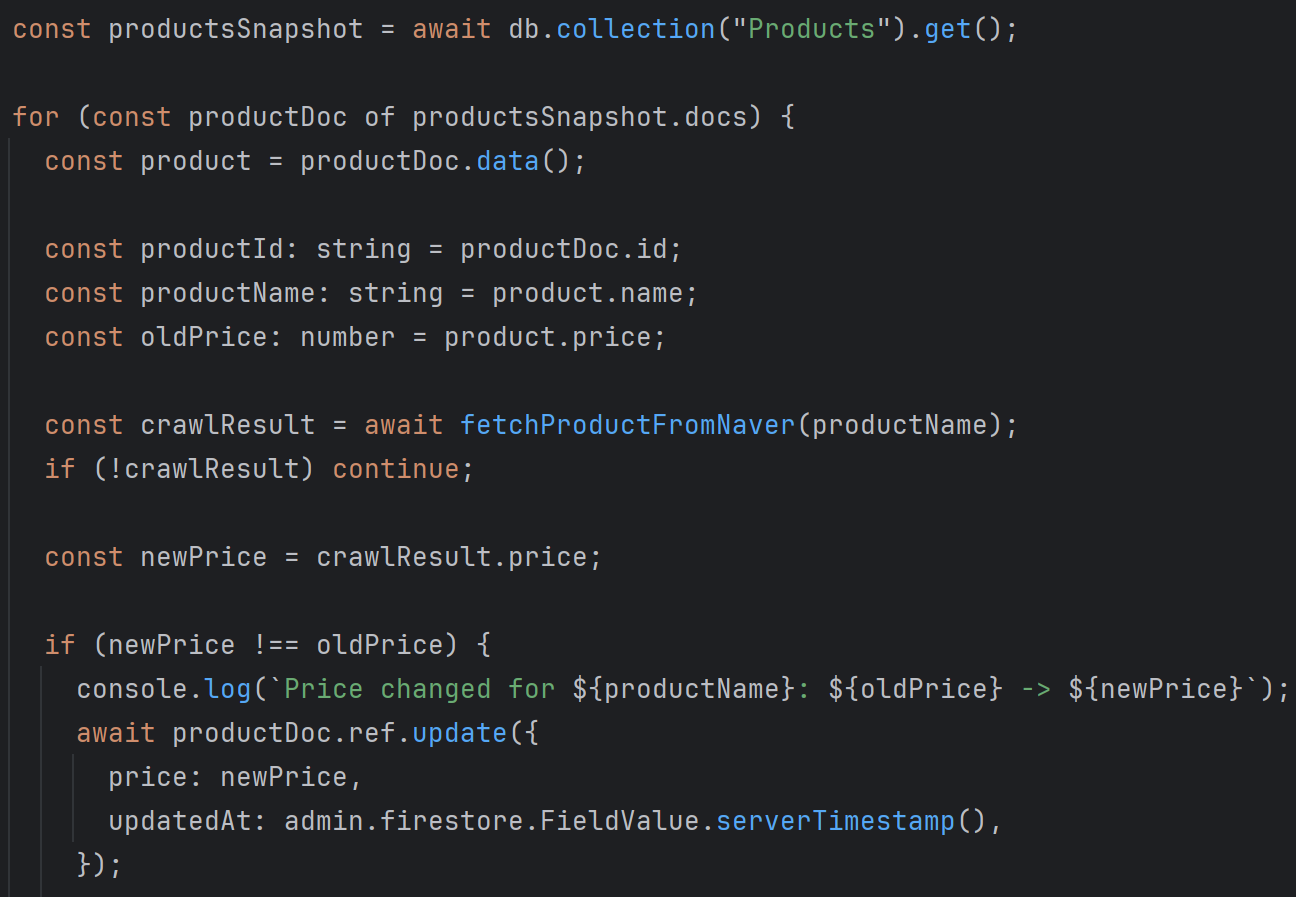 const productsSnapshot = await db.collection("Products").get();
for (const productDoc of productsSnapshot.docs) {
const product = productDoc.data();
const productId: string = productDoc.id;
const productName: string = product.name;
const oldPrice: number = product.price;
const crawlResult = await fetchProductFromNaver(productName);
if (!crawlResult) continue;
const newPrice = crawlResult.price;
if (newPrice !== oldPrice) {
console.log(`Price changed for ${productName}: ${oldPrice} -> ${newPrice}`);
await productDoc.ref.update({
price: newPrice,
updatedAt: admin.firestore.FieldValue.serverTimestamp(),
});